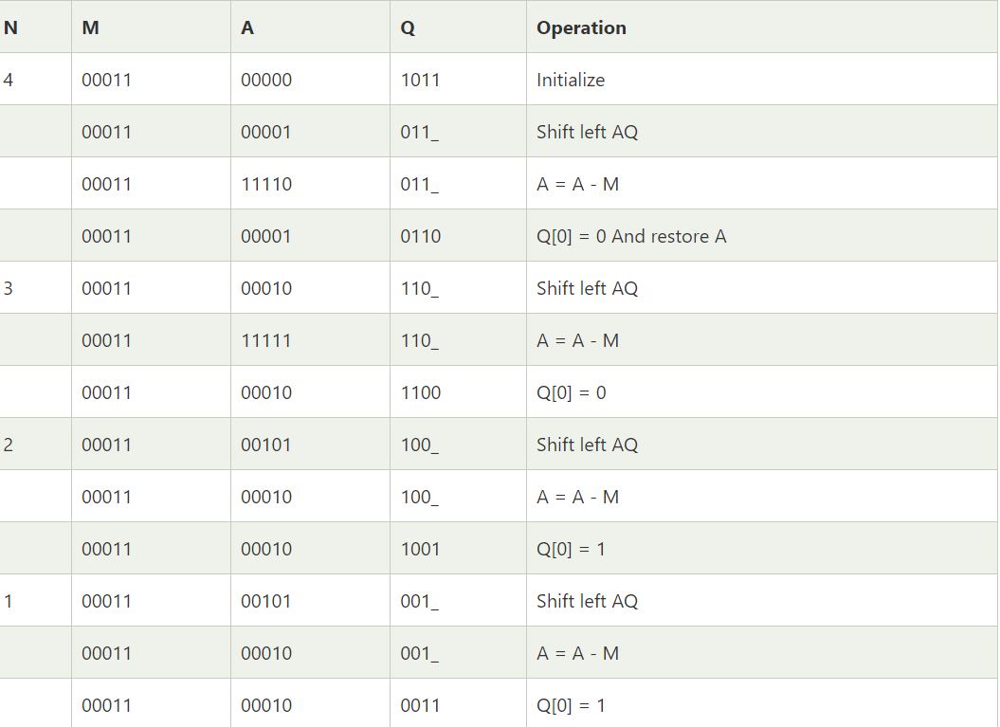 N M A Q Operation
4 00011 00000 1011 Initialize
00011 00001 011_ Shift left AQ
00011 11110 011_ A = A - M
00011 00001 0110 Q[0] = 0 And restore A
3 00011 00010 110_ Shift left AQ
00011 11111 110_ A = A - M
00011 00010 1100 Q[0] = 0
2 00011 00101 100_ Shift left AQ
00011 00010 100_ A = A - M
00011 00010 1001 Q[0] = 1
1 00011 00101 001_ Shift left AQ
00011 00010 001_ A = A - M
00011 00010 0011 Q[0] = 1